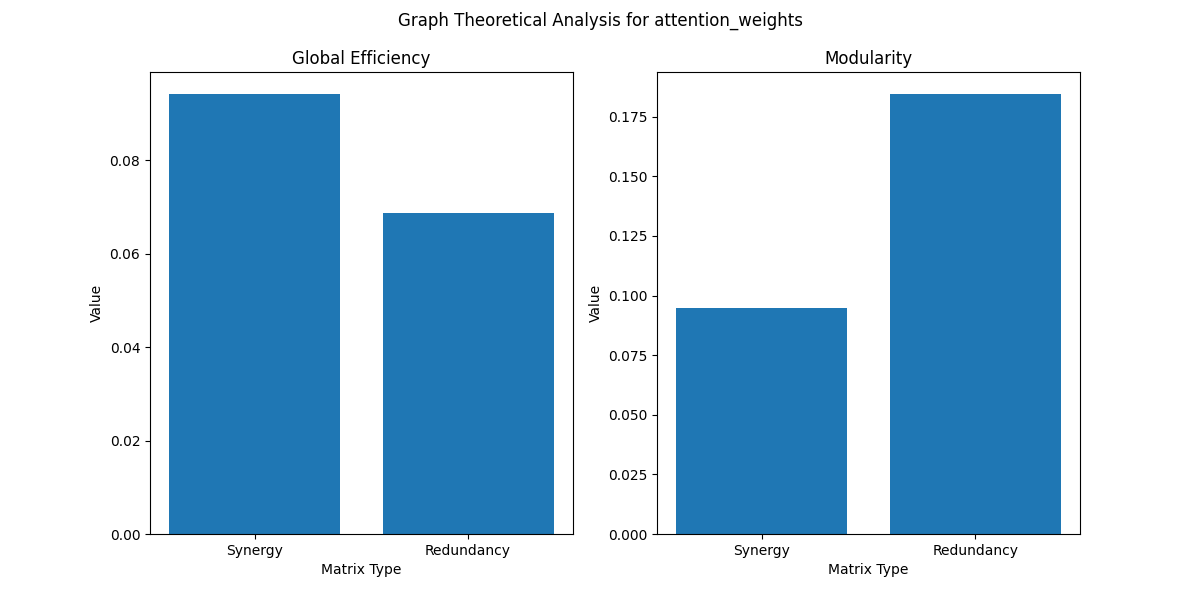 Graph Theoretical Analysis for attention_weights
Global Efficiency
Value
0.08
0.06
0.04
0.02
0.00
Synergy
Redundancy
Matrix Type
Modularity
Value
0.175
0.150
0.125
0.100
0.075
0.050
0.025
0.000
Synergy
Redundancy
Matrix Type